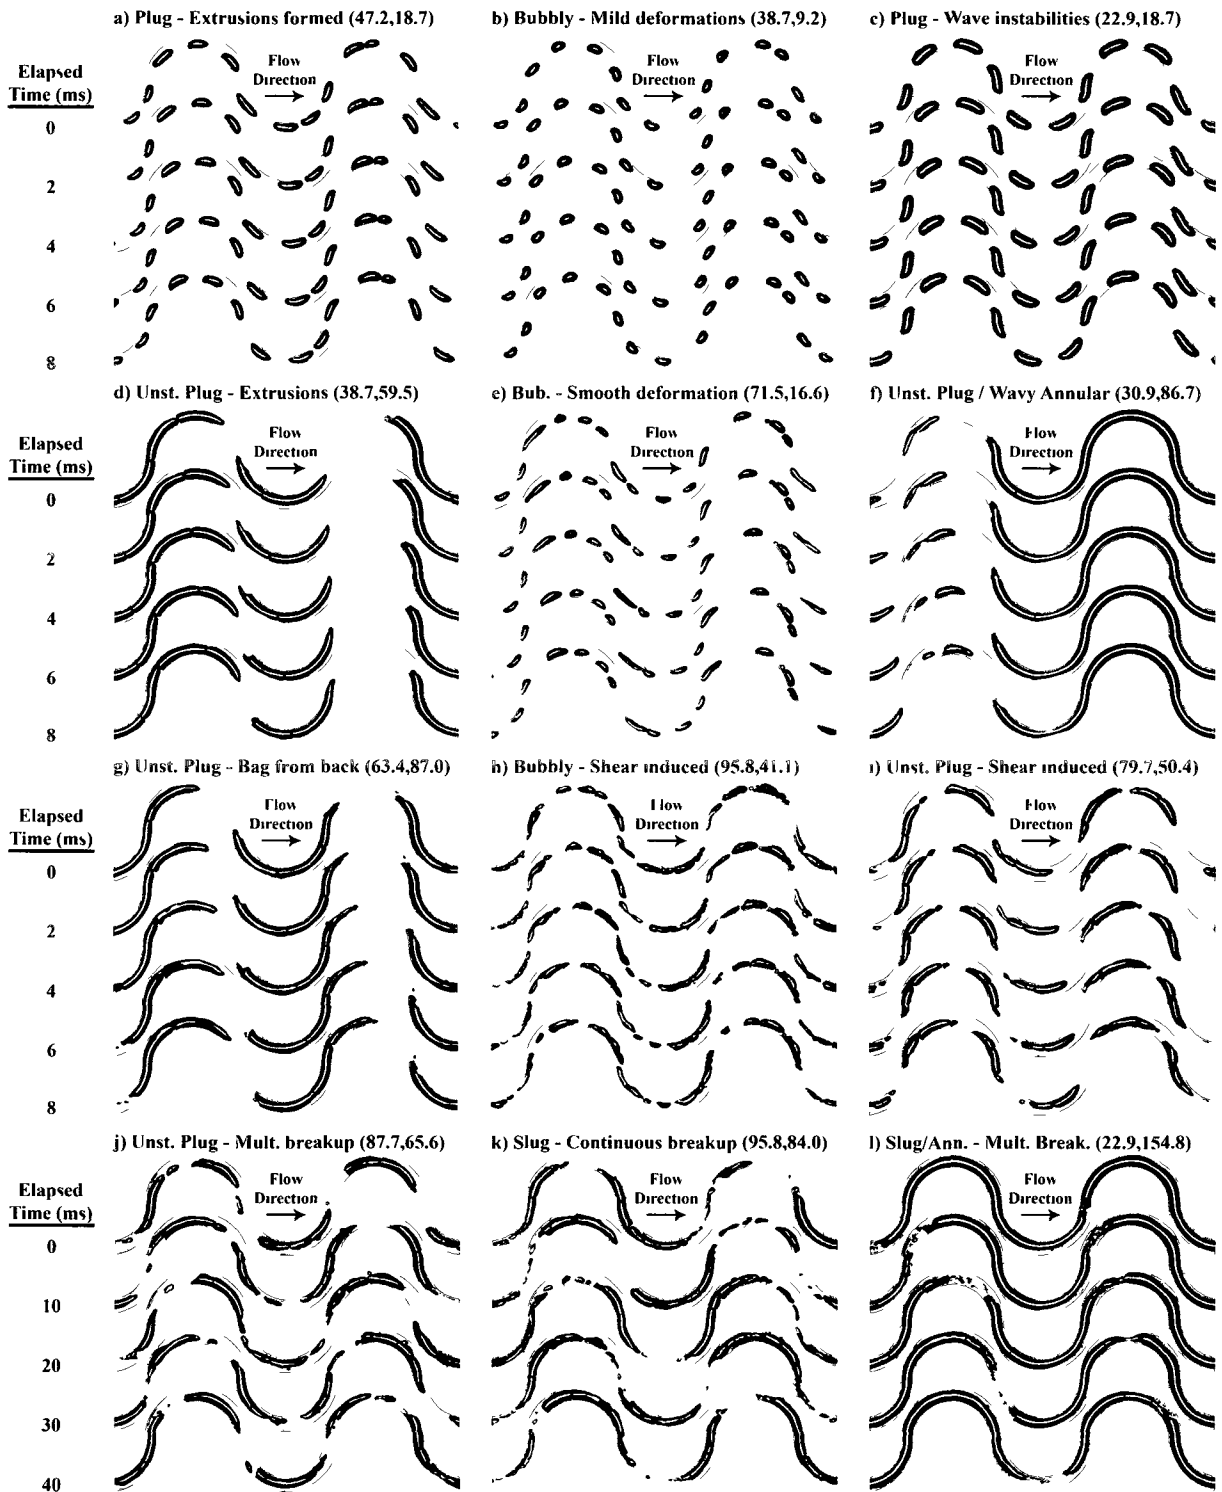 a) Plug - Extrusions formed (47.2,18.7)
b) Bubbly - Mild deformations (38.7,9.2)
c) Plug - Wave instabilities (22.9,18.7)
Elapsed
Time (ms)
Flow
Direction
Flow
Direction
Flow
Direction
0
2
4
6
8
d) Unst. Plug - Extrusions (38.7,59.5)
e) Bub. - Smooth deformation (71.5,16.6)
f) Unst. Plug / Wavy Annular (30.9,86.7)
Elapsed
Time (ms)
Flow
Direction
Flow
Direction
Flow
Direction
0
2
4
6
8
g) Unst. Plug - Bag from back (63.4,87.0)
h) Bubbly - Shear induced (95.8,41.1)
i) Unst. Plug - Shear induced (79.7,50.4)
Elapsed
Time (ms)
Flow
Direction
Flow
Direction
Flow
Direction
0
2
4
6
8
j) Unst. Plug - Mult. breakup (87.7,65.6)
k) Slug - Continuous breakup (95.8,84.0)
l) Slug/Ann. - Mult. Break. (22.9,154.8)
Elapsed
Time (ms)
Flow
Direction
Flow
Direction
Flow
Direction
0
10
20
30
40